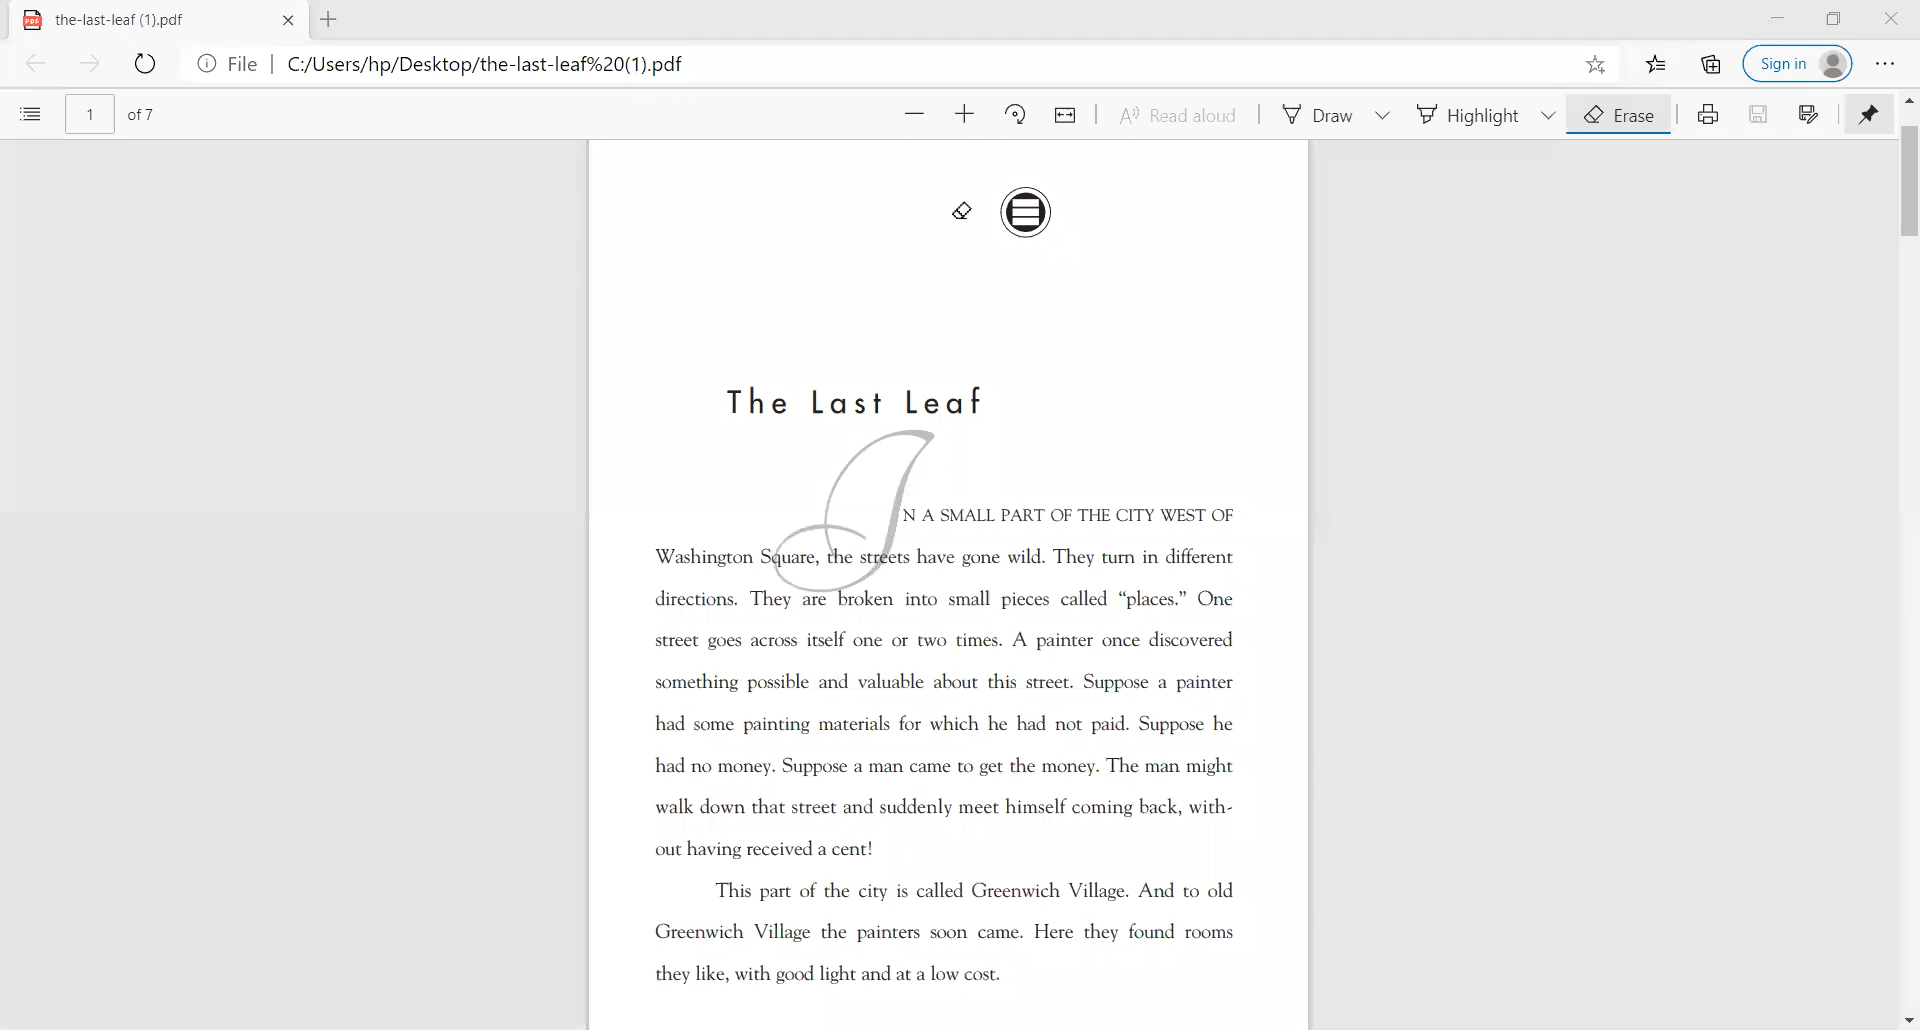 the-last-leaf (1).pdf
File | C:/Users/hp/Desktop/the-last-leaf%20(1).pdf
Sign in
1 of 7
Read aloud
Draw
Highlight
Erase
The Last Leaf
IN A SMALL PART OF THE CITY WEST OF
Washington Square, the streets have gone wild. They turn in different
directions. They are broken into small pieces called “places.” One
street goes across itself one or two times. A painter once discovered
something possible and valuable about this street. Suppose a painter
had some painting materials for which he had not paid. Suppose he
had no money. Suppose a man came to get the money. The man might
walk down that street and suddenly meet himself coming back, with-
out having received a cent!
This part of the city is called Greenwich Village. And to old
Greenwich Village the painters soon came. Here they found rooms
they like, with good light and at a low cost.